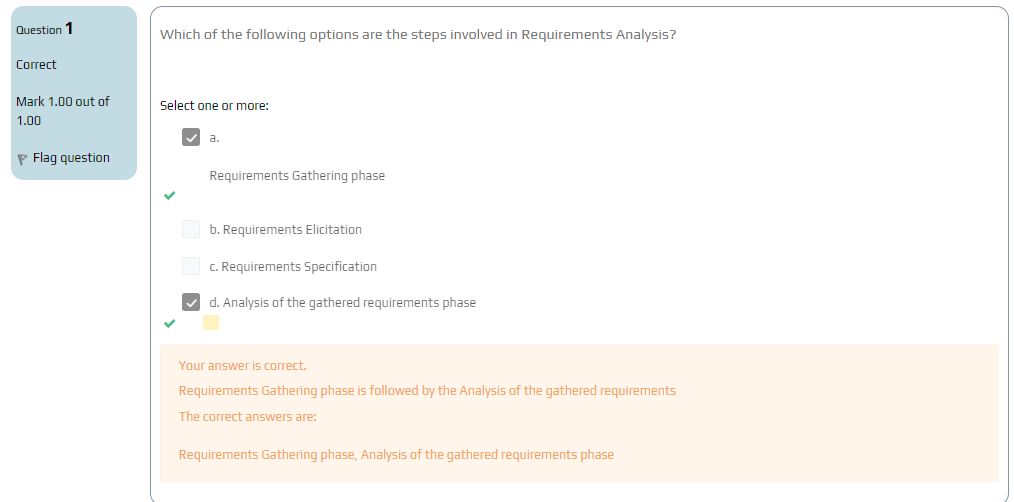 Question 1
Correct
Mark 1.00 out of
1.00
Flag question
Which of the following options are the steps involved in Requirements Analysis?
Select one or more:
a.
Requirements Gathering phase
b. Requirements Elicitation
c. Requirements Specification
d. Analysis of the gathered requirements phase
Your answer is correct.
Requirements Gathering phase is followed by the Analysis of the gathered requirements
The correct answers are:
Requirements Gathering phase, Analysis of the gathered requirements phase